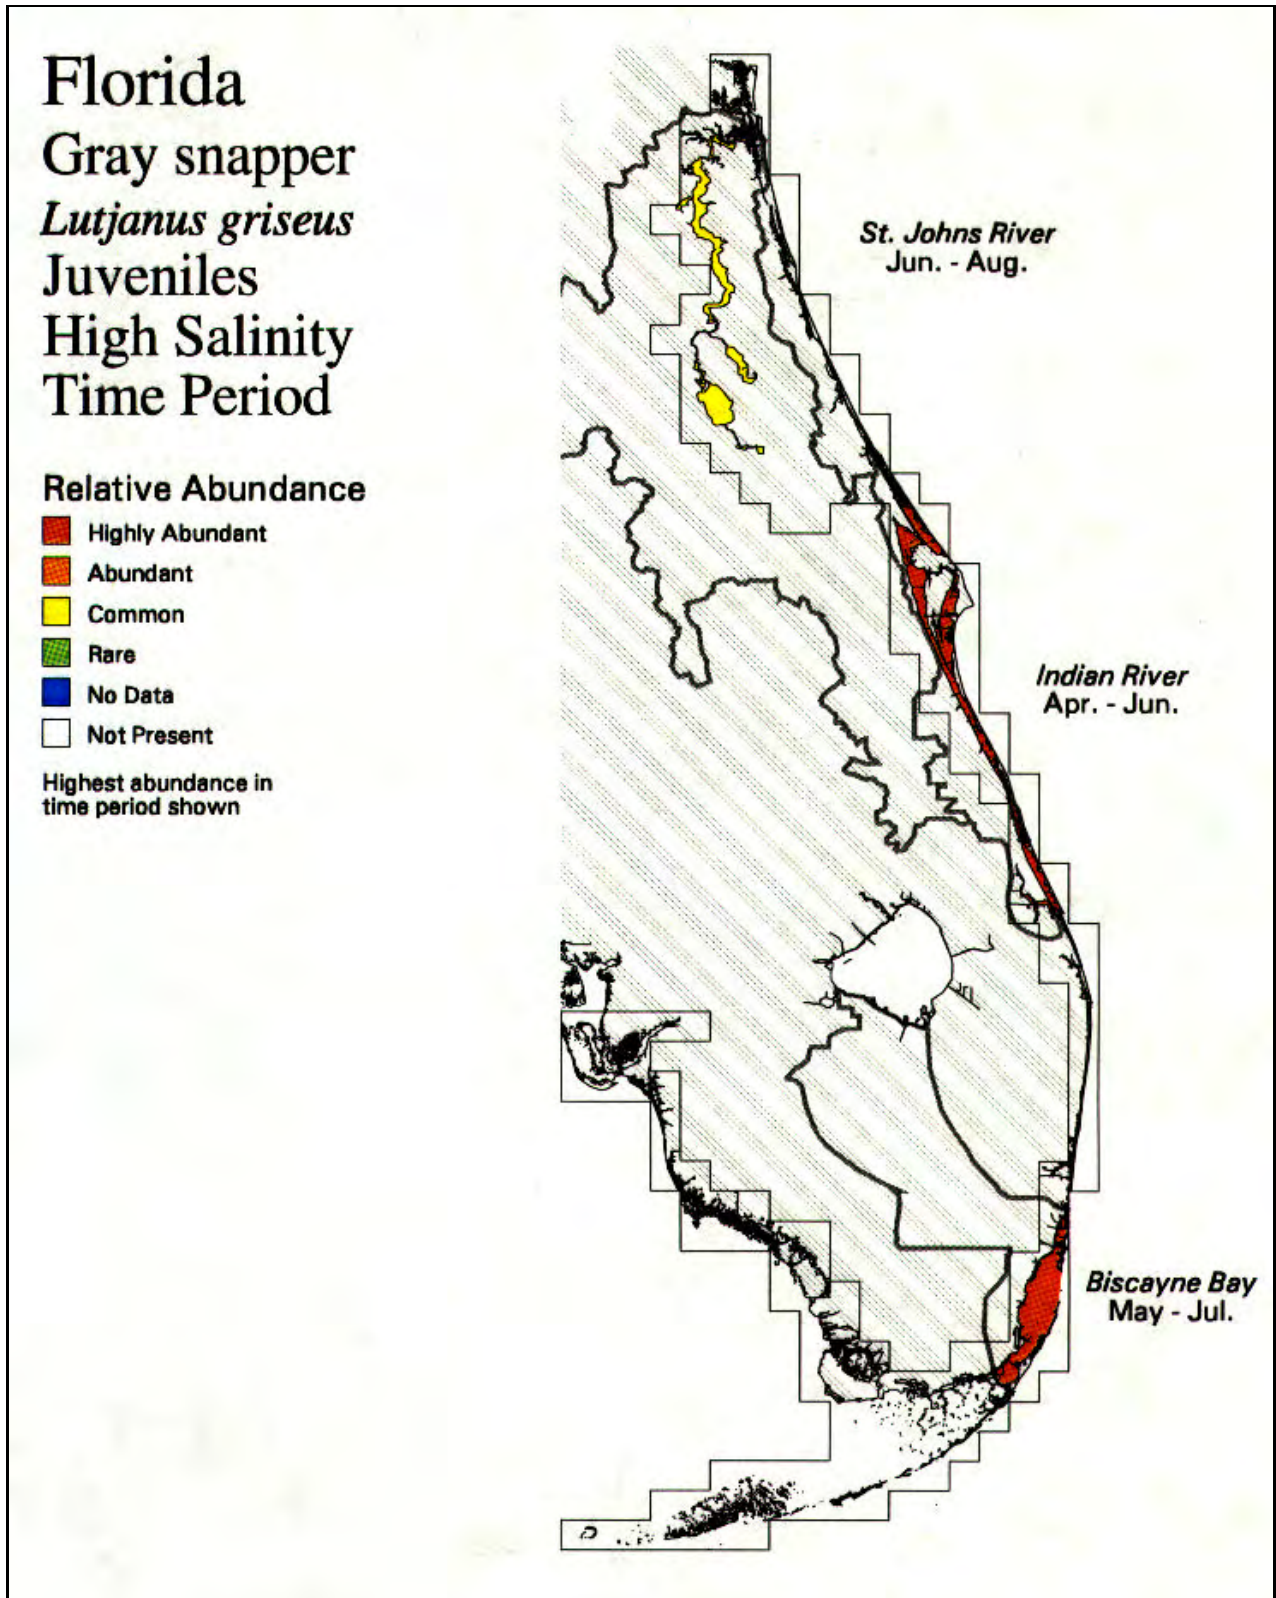 Florida
Gray snapper
Lutjanus griseus
Juveniles
High Salinity
Time Period
Relative Abundance
Highly Abundant
Abundant
Common
Rare
No Data
Not Present
Highest abundance in
time period shown
St. Johns River
Jun. - Aug.
Indian River
Apr. - Jun.
Biscayne Bay
May - Jul.